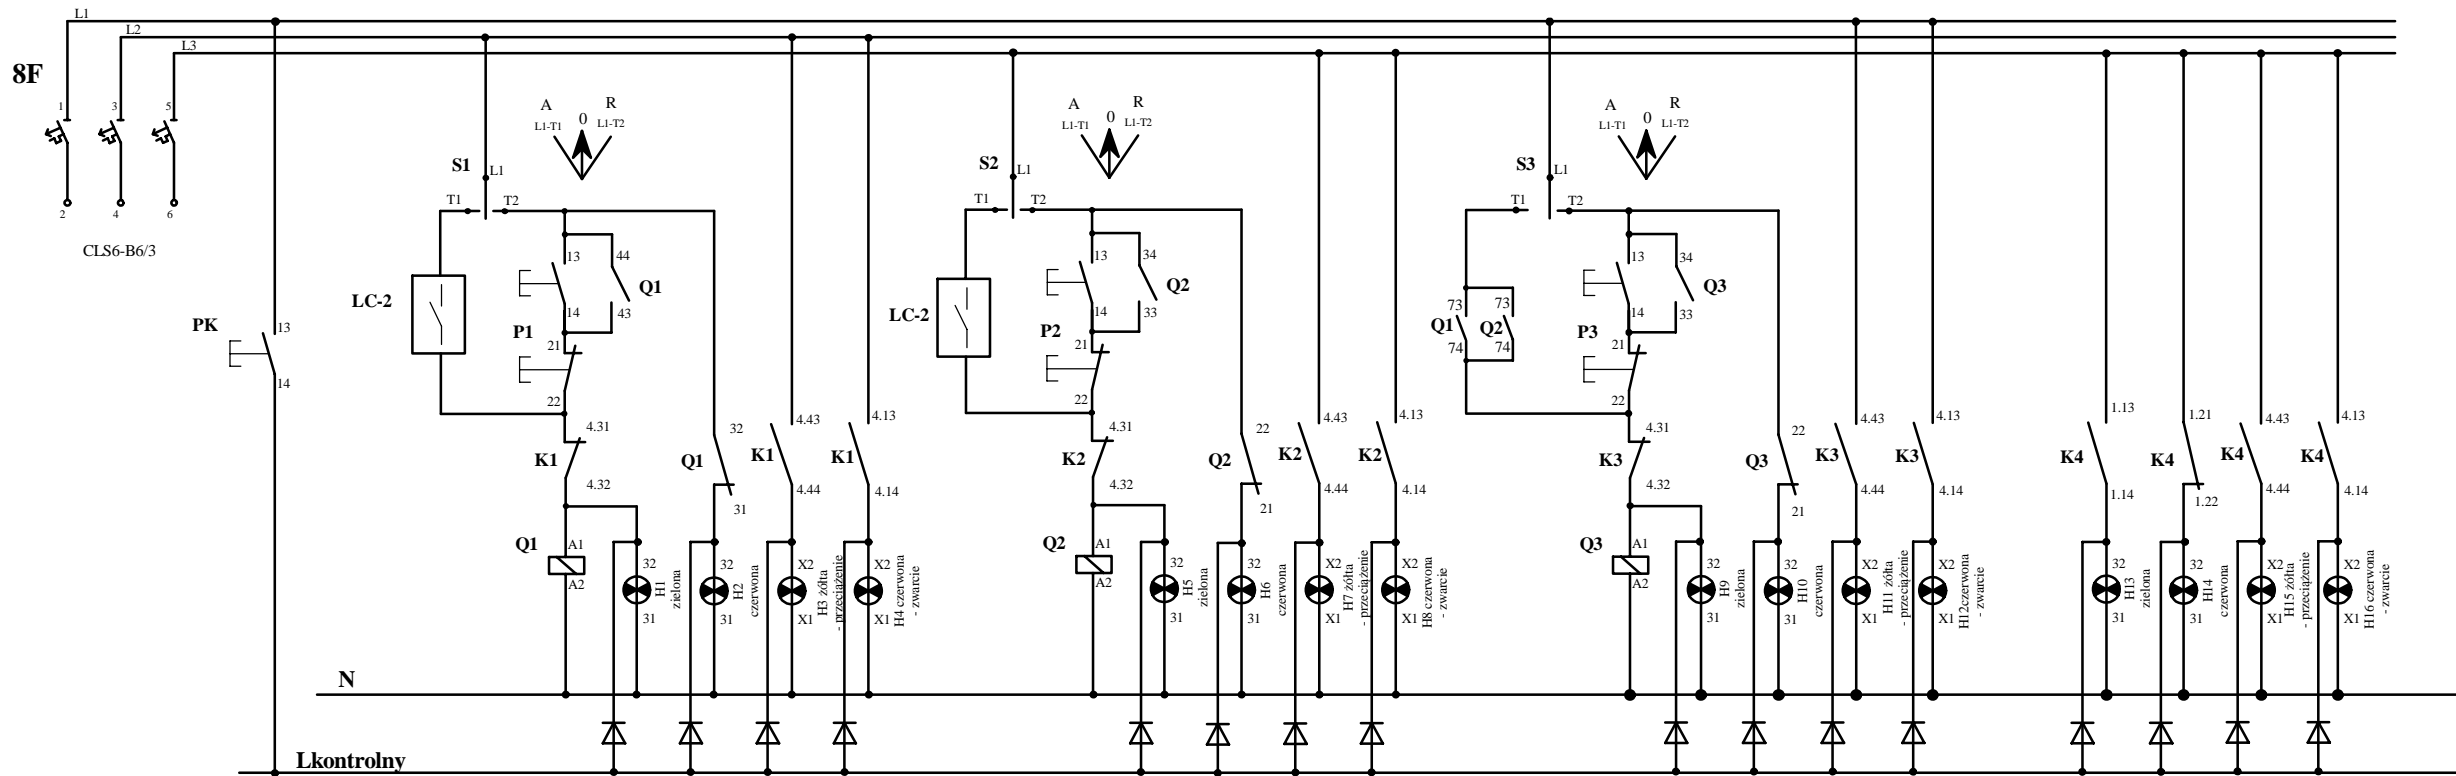 L1
L2
L3
8F
1
3
5
2
4
6
CLS6-B6/3
PK
13
14
A
0
R
L1-T1
L1-T2
S1
L1
T1
T2
LC-2
13
44
Q1
14
43
P1
21
22
4.31
K1
4.32
Q1
A1
A2
32
31
H1
zielona
32
Q1
31
32
31
H2
czerwona
4.43
K1
4.44
X2
X1
H3 żółta
- przeciążenie
4.13
K1
4.14
X2
X1
H4 czerwona
- zwarcie
A
0
R
L1-T1
L1-T2
S2
L1
T1
T2
LC-2
13
34
Q2
14
33
P2
21
22
4.31
K2
4.32
Q2
A1
A2
32
31
H5
zielona
22
Q2
21
32
31
H6
czerwona
4.43
K2
4.44
X2
X1
H7 żółta
- przeciążenie
4.13
K2
4.14
X2
X1
H8 czerwona
- zwarcie
A
0
R
L1-T1
L1-T2
S3
L1
T1
T2
73
73
Q1
Q2
74
74
13
34
Q3
14
33
P3
21
22
4.31
K3
4.32
Q3
A1
A2
32
31
H9
zielona
22
Q3
21
32
31
H10
czerwona
4.43
K3
4.44
X2
X1
H11 żółta
- przeciążenie
4.13
K3
4.14
X2
X1
H12czerwona
- zwarcie
1.13
K4
1.14
32
31
H13
zielona
1.21
K4
1.22
32
31
H14
czerwona
4.43
K4
4.44
X2
X1
H15 żółta
- przeciążenie
4.13
K4
4.14
X2
X1
H16 czerwona
- zwarcie
N
Lkontrolny